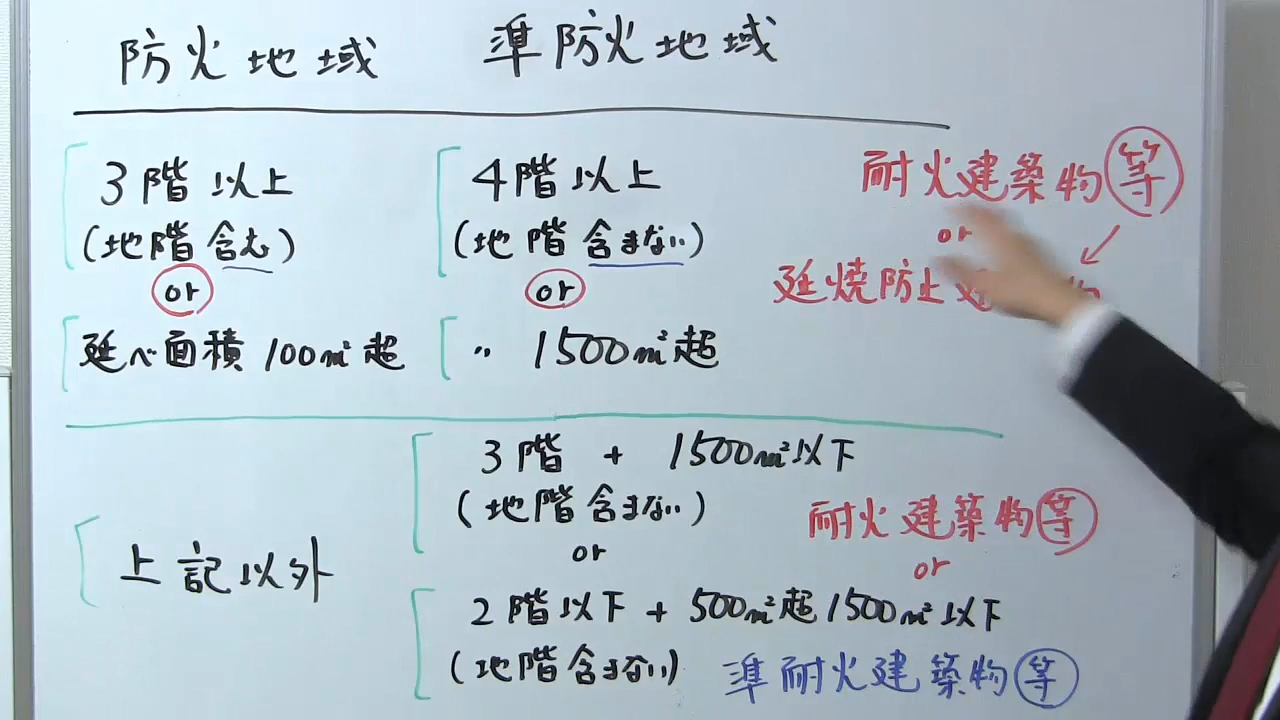 防火地域 準防火地域
3階以上 4階以上 耐火建築物等
(地階含む) (地階含まない) or
or or 延焼防止
延べ面積100㎡超 〃 1500㎡超
3階 + 1500㎡以下
(地階含まない) 耐火建築物等
上記以外 or or
2階以下 + 500㎡超1500㎡以下
(地階含まない) 準耐火建築物等